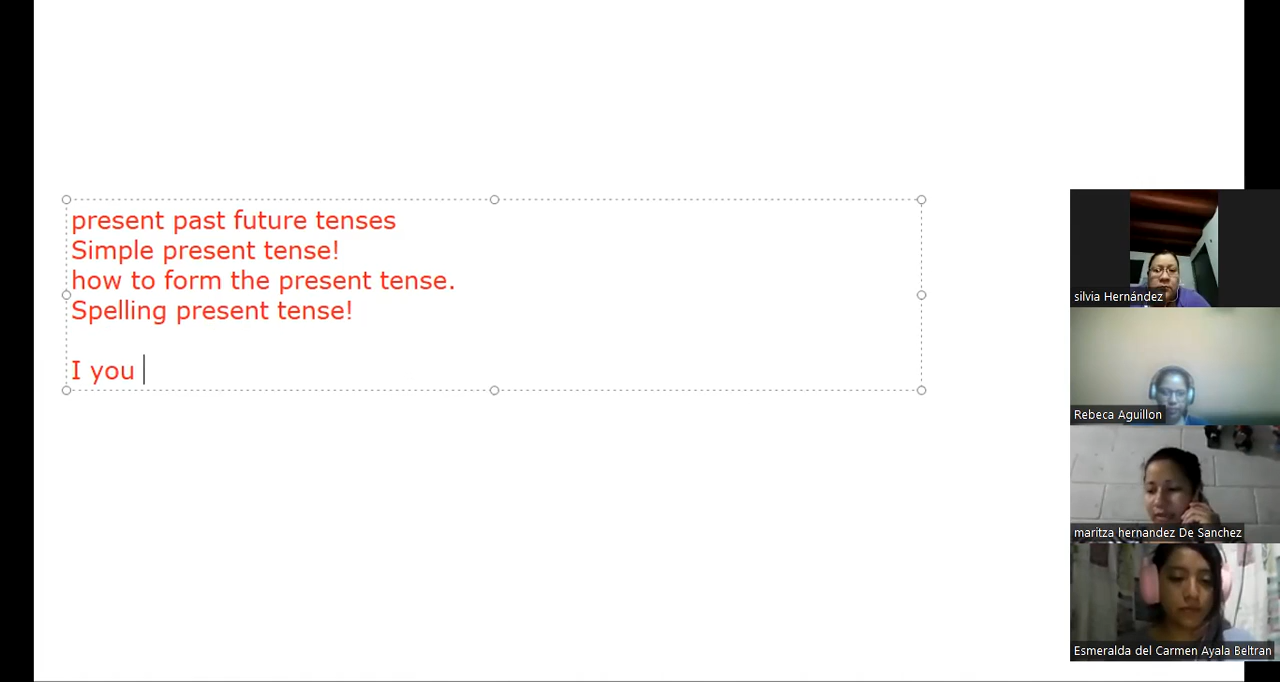 present past future tenses
Simple present tense!
how to form the present tense.
Spelling present tense!
I you
silvia Hernández
Rebeca Aguillon
maritza hernandez De Sanchez
Esmeralda del Carmen Ayala Beltran